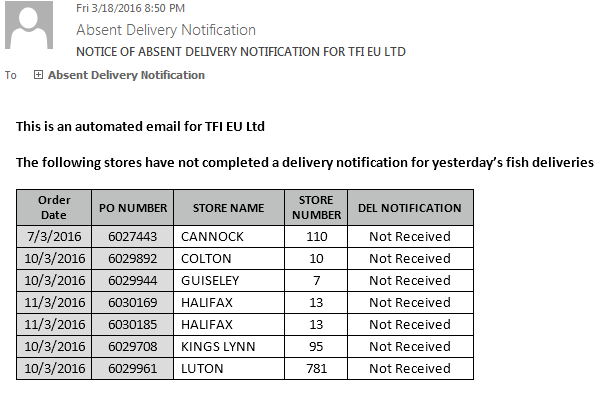 Fri 3/18/2016 8:50 PM
Absent Delivery Notification
NOTICE OF ABSENT DELIVERY NOTIFICATION FOR TFI EU LTD
To Absent Delivery Notification
This is an automated email for TFI EU Ltd
The following stores have not completed a delivery notification for yesterday's fish deliveries
Order Date PO NUMBER STORE NAME STORE NUMBER DEL NOTIFICATION
7/3/2016 6027443 CANNOCK 110 Not Received
10/3/2016 6029892 COLTON 10 Not Received
10/3/2016 6029944 GUISELEY 7 Not Received
11/3/2016 6030169 HALIFAX 13 Not Received
11/3/2016 6030185 HALIFAX 13 Not Received
10/3/2016 6029708 KINGS LYNN 95 Not Received
10/3/2016 6029961 LUTON 781 Not Received